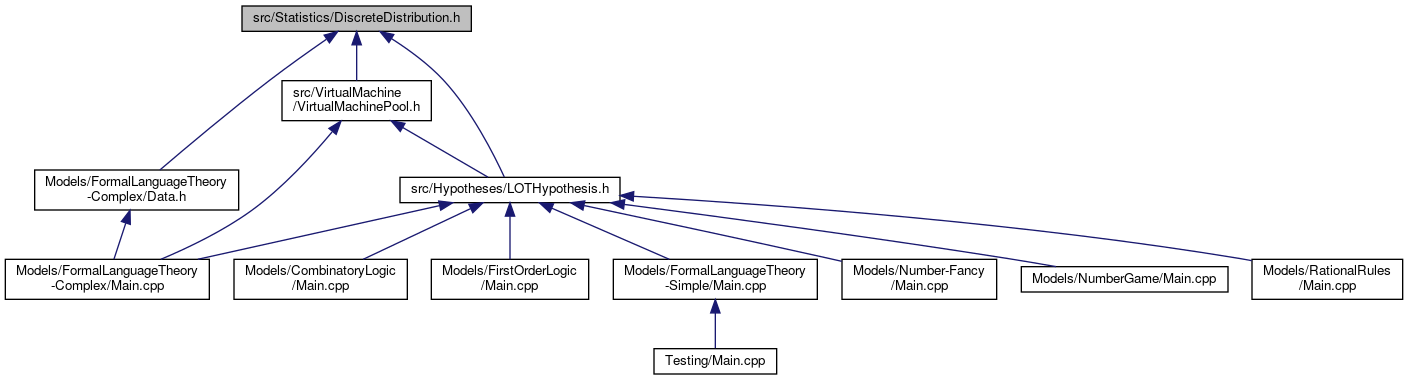 src/Statistics/DiscreteDistribution.h
src/VirtualMachine
/VirtualMachinePool.h
Models/FormalLanguageTheory
-Complex/Data.h
src/Hypotheses/LOTHypothesis.h
Models/FormalLanguageTheory
-Complex/Main.cpp
Models/CombinatoryLogic
/Main.cpp
Models/FirstOrderLogic
/Main.cpp
Models/FormalLanguageTheory
-Simple/Main.cpp
Models/Number-Fancy
/Main.cpp
Models/NumberGame/Main.cpp
Models/RationalRules
/Main.cpp
Testing/Main.cpp